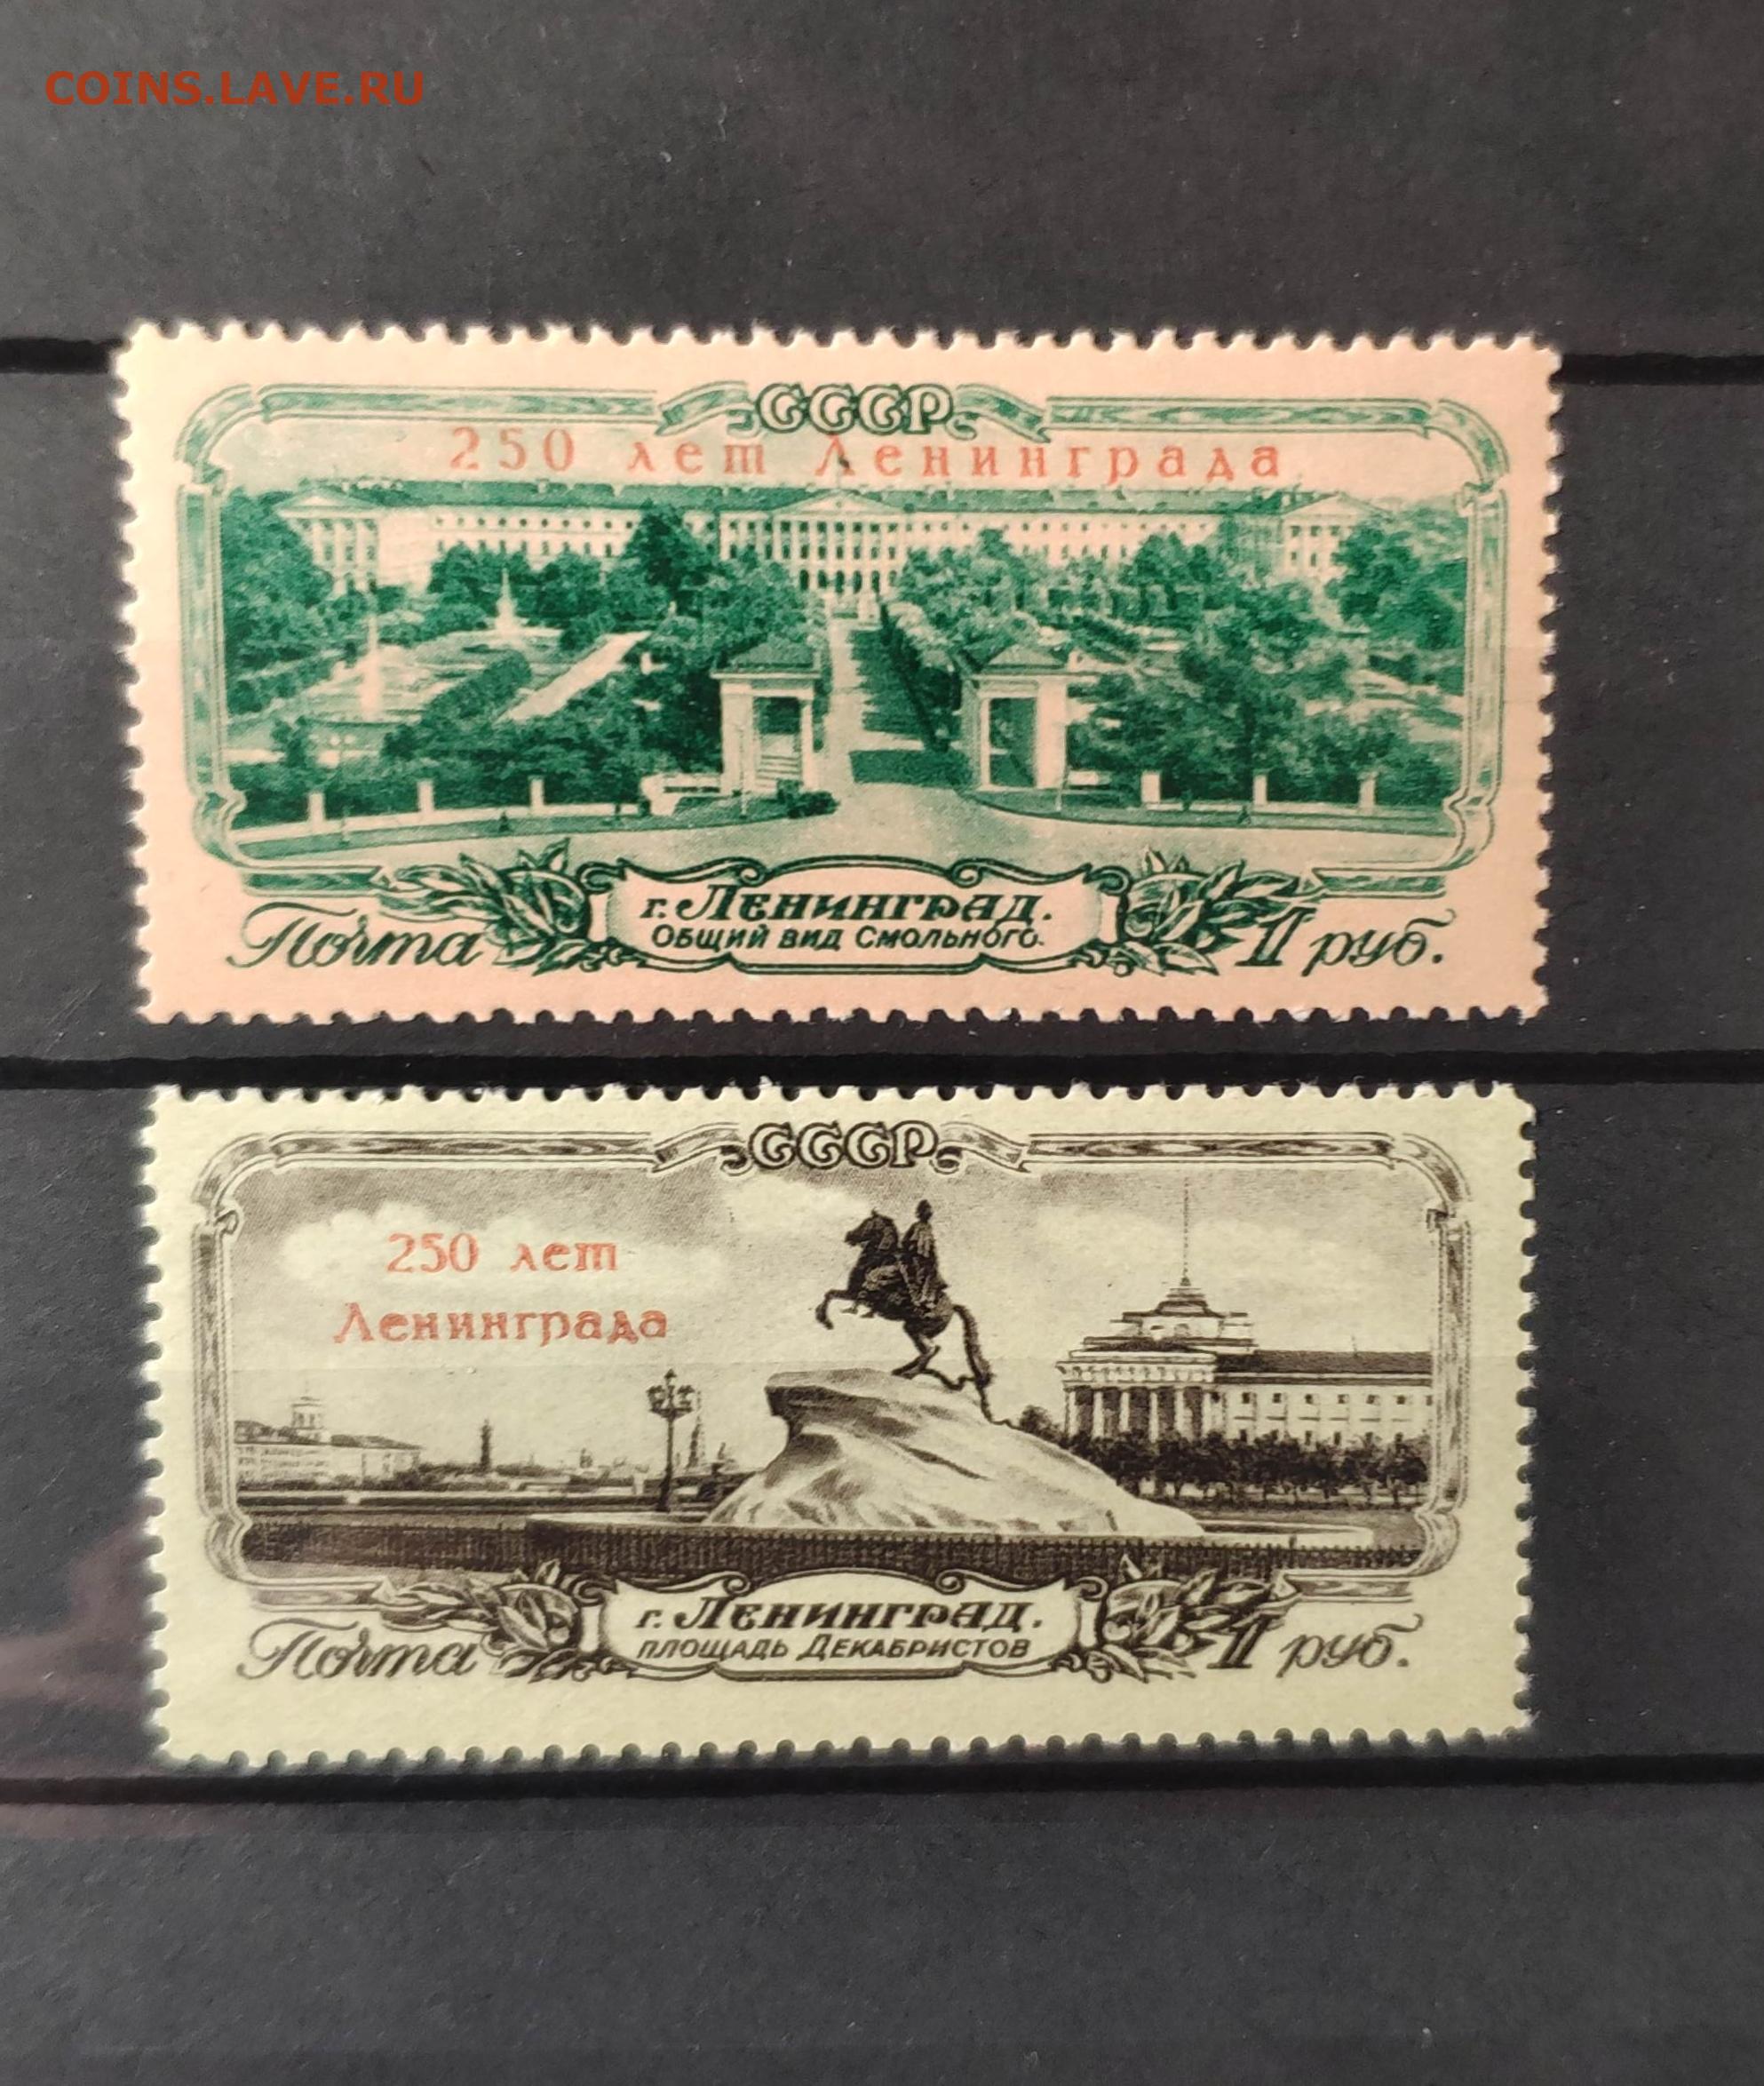 COINS.LAVE.RU
СССР
250 лет Ленинграда
г. Ленинград.
Общий вид Смольного.
Почта
1 руб.
СССР
250 лет
Ленинграда
г. Ленинград.
площадь Декабристов
Почта
1 руб.